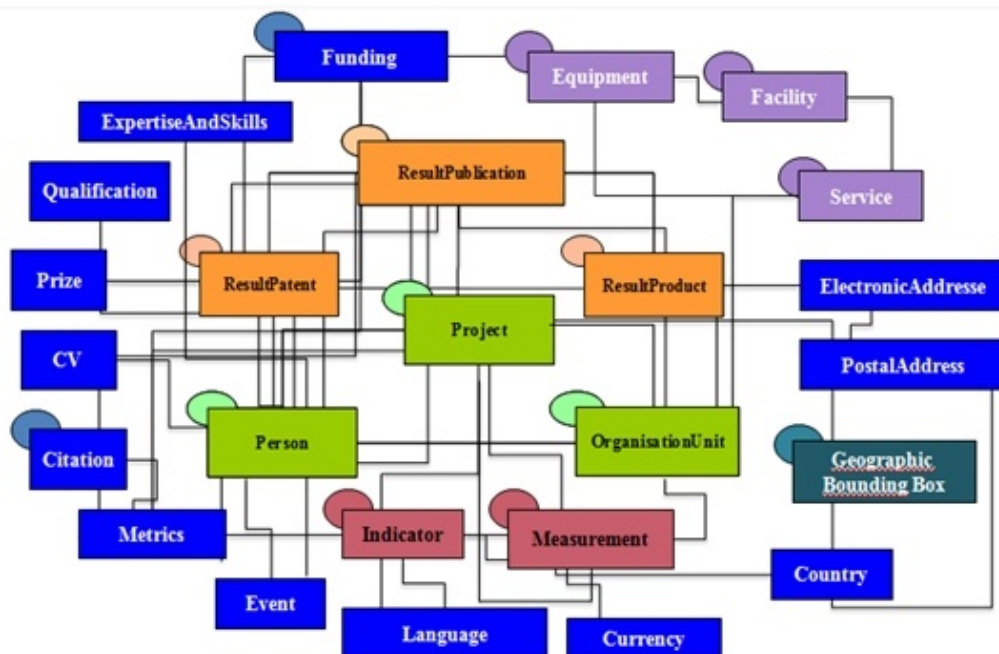 Funding
Equipment
Facility
ExpertiseAndSkills
ResultPublication
Qualification
Service
Prize
ResultPatent
ResultProduct
ElectronicAddresse
Project
CV
PostalAddress
Person
OrganisationUnit
Citation
Geographic
Bounding Box
Metrics
Indicator
Measurement
Country
Event
Language
Currency